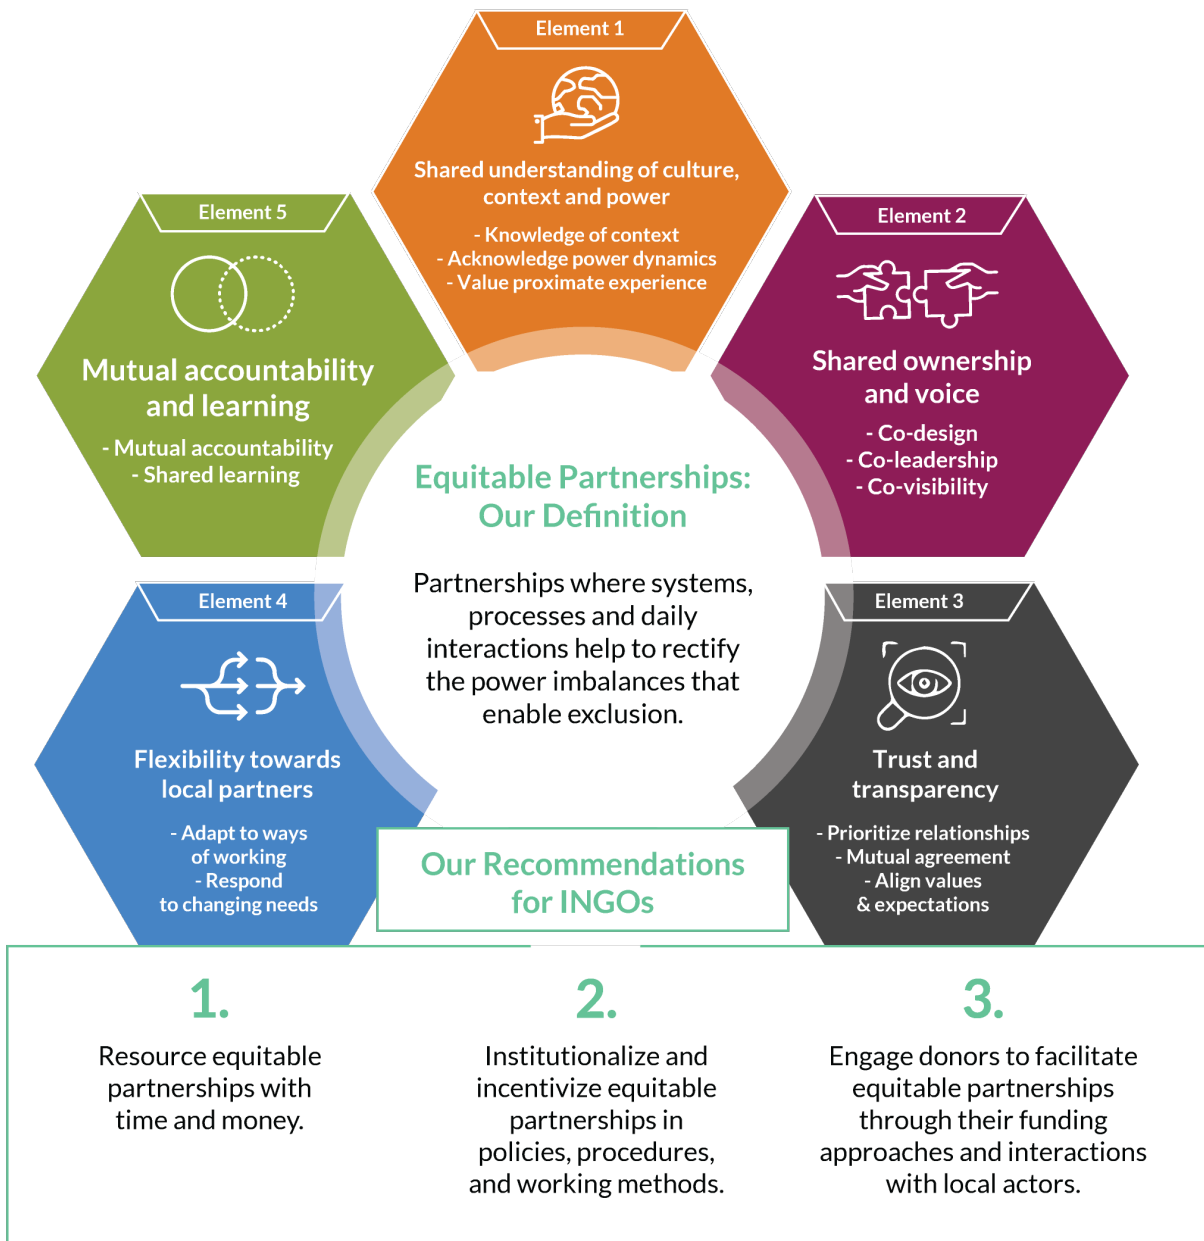 Element 1
Shared understanding of culture,
context and power
- Knowledge of context
- Acknowledge power dynamics
- Value proximate experience
Element 2
Shared ownership
and voice
- Co-design
- Co-leadership
- Co-visibility
Element 3
Trust and
transparency
- Prioritize relationships
- Mutual agreement
- Align values
& expectations
Element 4
Flexibility towards
local partners
- Adapt to ways
of working
- Respond
to changing needs
Element 5
Mutual accountability
and learning
- Mutual accountability
- Shared learning
Equitable Partnerships:
Our Definition
Partnerships where systems,
processes and daily
interactions help to rectify
the power imbalances that
enable exclusion.
Our Recommendations
for INGOs
1.
Resource equitable
partnerships with
time and money.
2.
Institutionalize and
incentivize equitable
partnerships in
policies, procedures,
and working methods.
3.
Engage donors to facilitate
equitable partnerships
through their funding
approaches and interactions
with local actors.